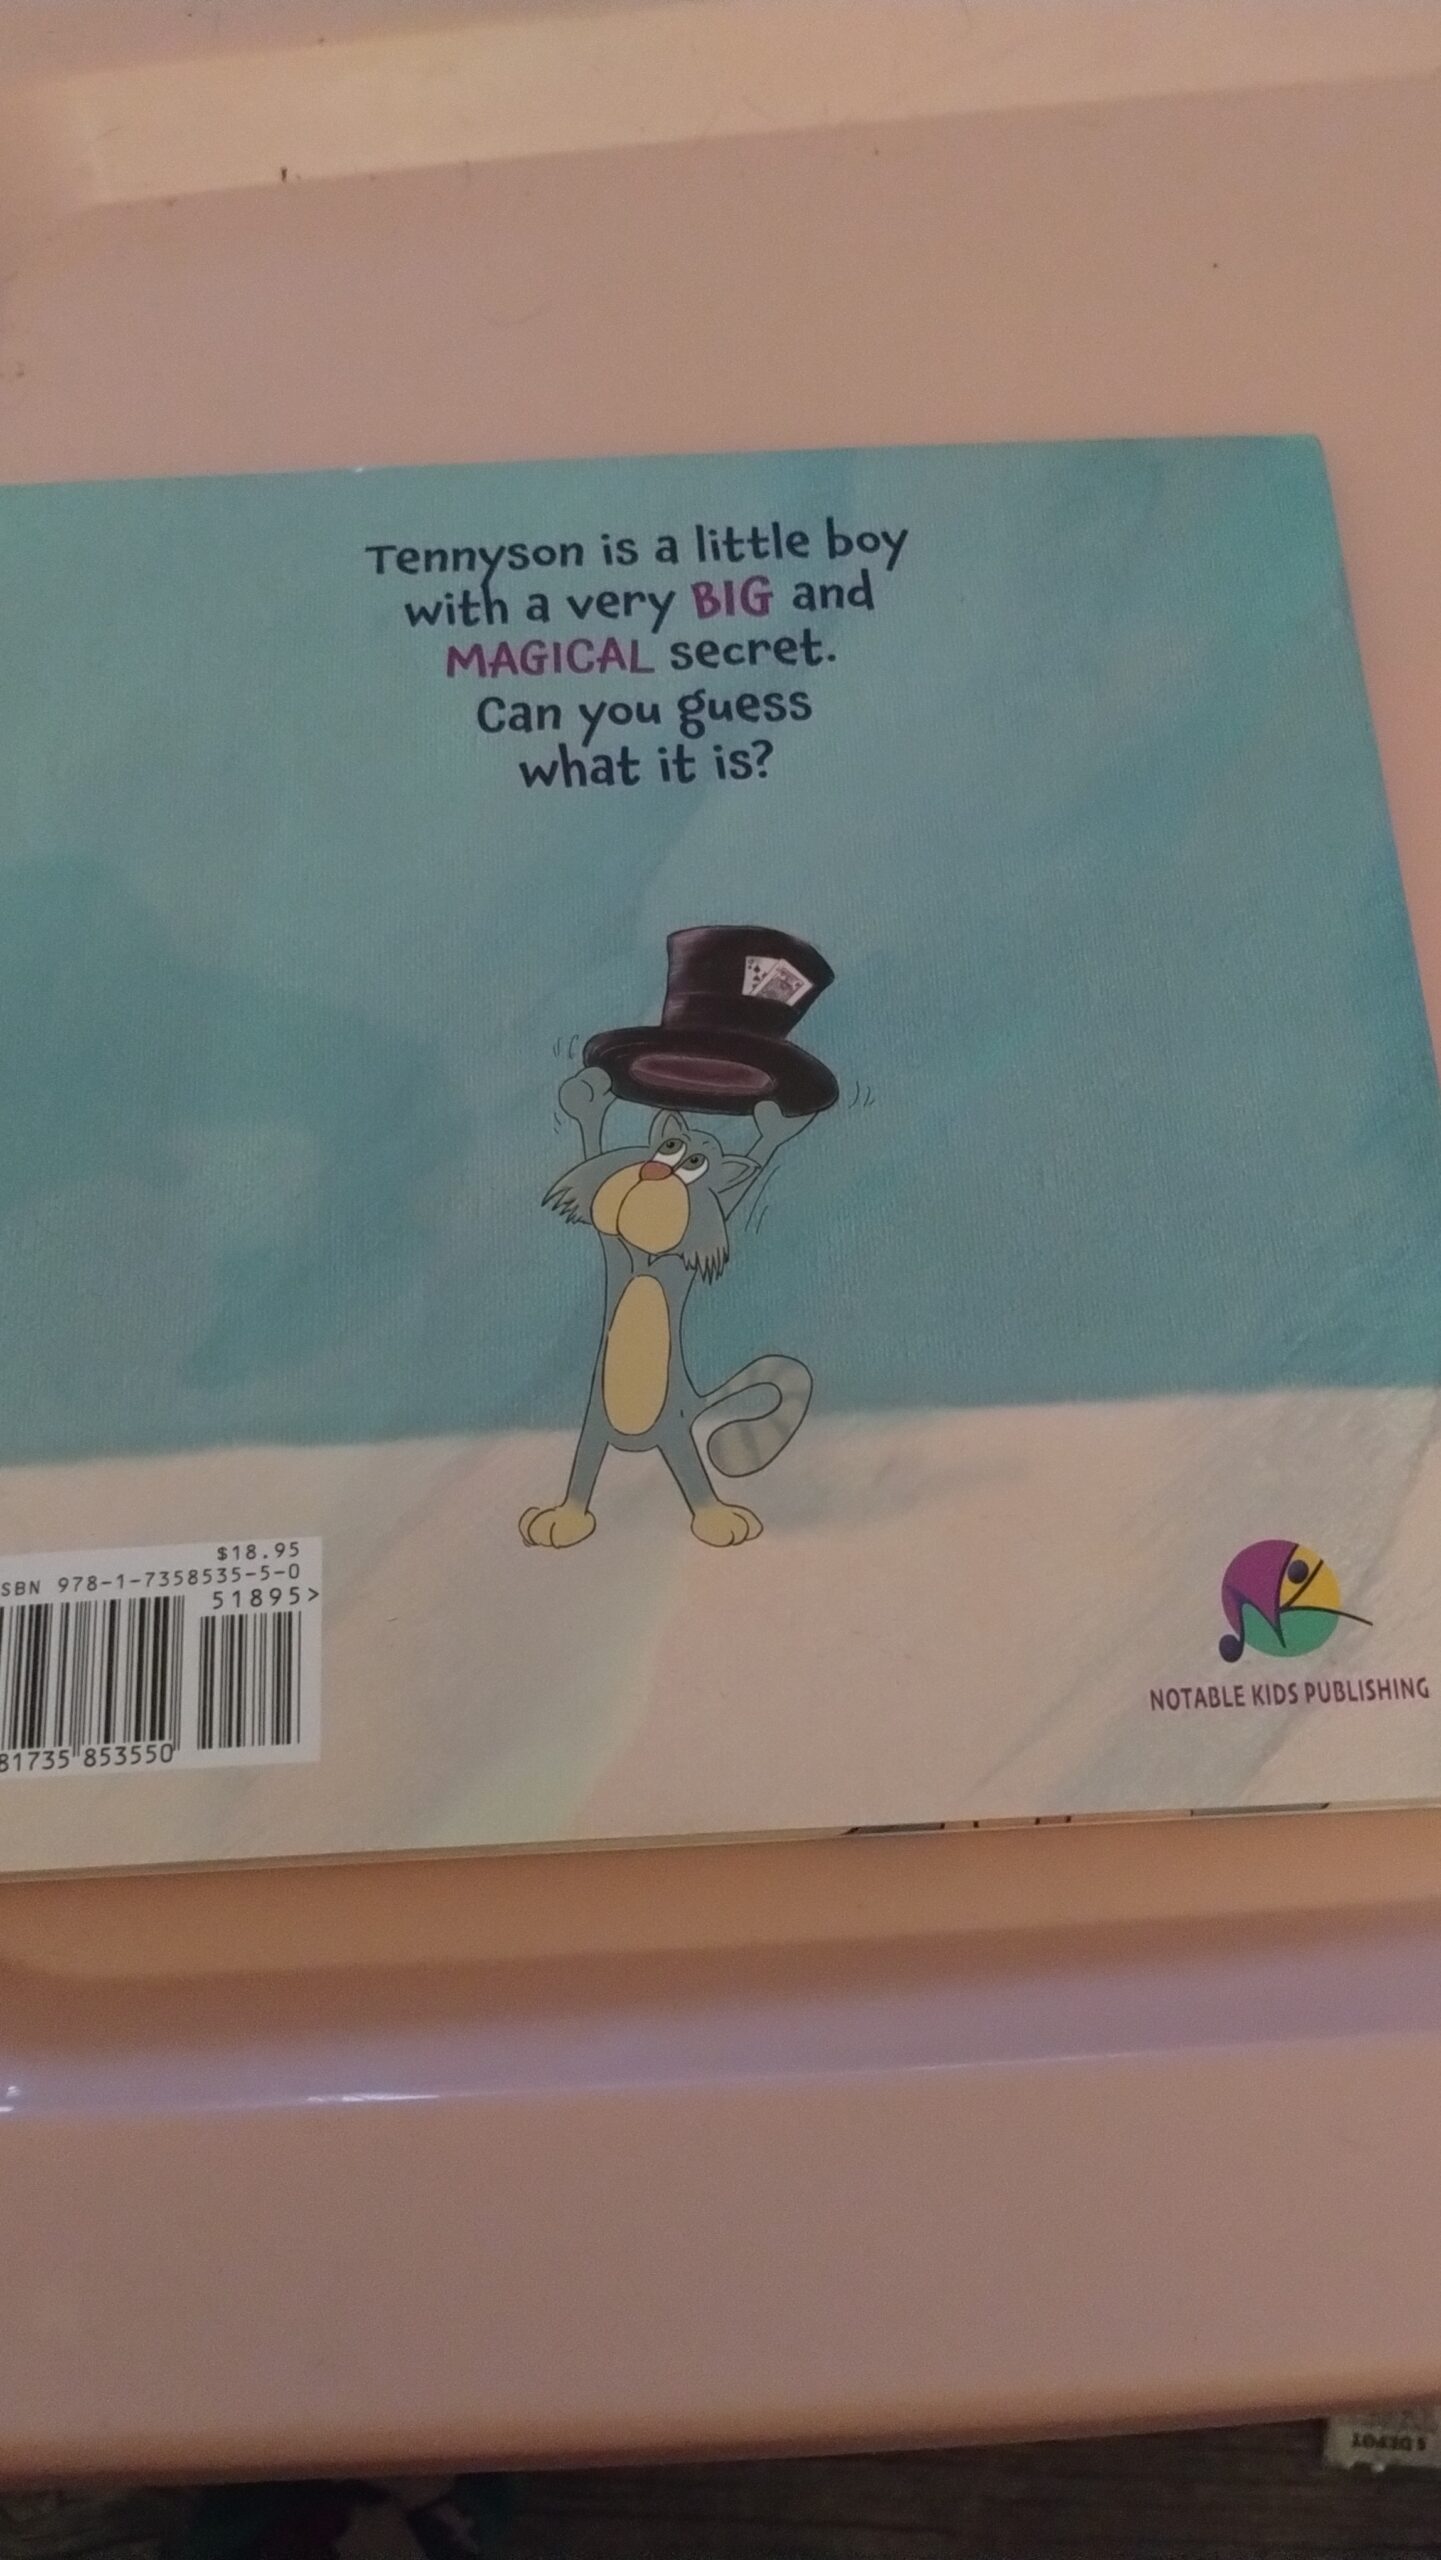 Tennyson is a little boy
with a very BIG and
MAGICAL secret.
Can you guess
what it is?
$18.95
SBN 978-1-7358535-5-0
51895>
81735 853550
NOTABLE KIDS PUBLISHING
DEPOT